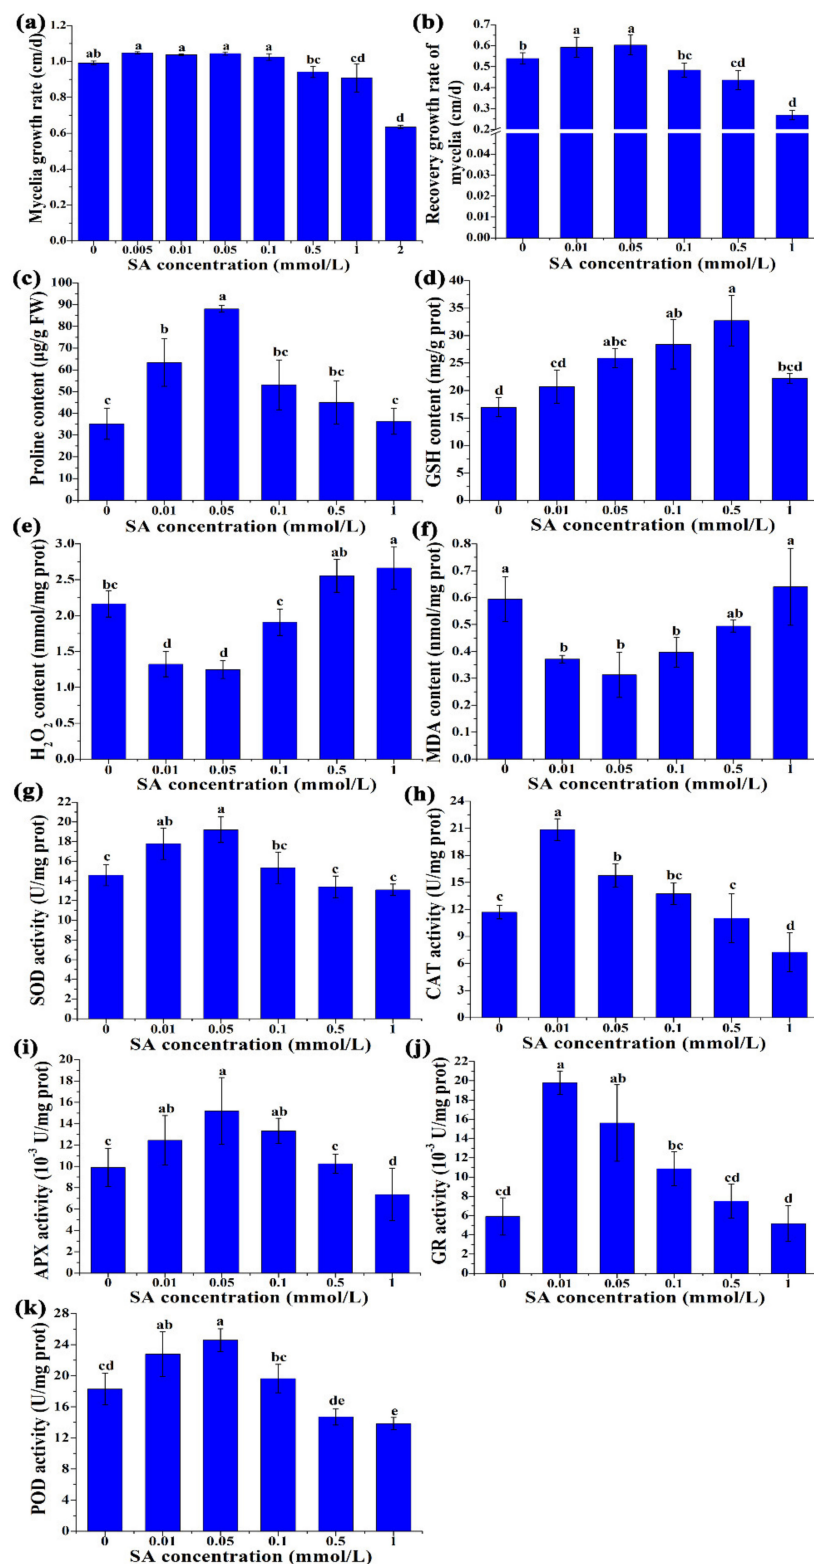 (a)
Mycelia growth rate (cm/d)
1.2
1.0
0.8
0.6
0.4
0.2
0.0
ab a a a a bc cd d
0 0.005 0.01 0.05 0.1 0.5 1 2
SA concentration (mmol/L)
(b)
Recovery growth rate of
mycelia (cm/d)
0.7
0.6
0.5
0.4
0.3
0.2
0.04
0.03
0.02
0.01
0.00
b a a bc cd d
0 0.01 0.05 0.1 0.5 1
SA concentration (mmol/L)
(c)
Proline content (μg/g FW)
100
90
80
70
60
50
40
30
20
10
0
c b a bc bc c
0 0.01 0.05 0.1 0.5 1
SA concentration (mmol/L)
(d)
GSH content (mg/g prot)
40
35
30
25
20
15
10
5
0
d cd abc ab a bcd
0 0.01 0.05 0.1 0.5 1
SA concentration (mmol/L)
(e)
H₂O₂ content (mmol/mg prot)
3.0
2.5
2.0
1.5
1.0
0.5
0.0
bc d d c ab a
0 0.01 0.05 0.1 0.5 1
SA concentration (mmol/L)
(f)
MDA content (nmol/mg prot)
0.8
0.7
0.6
0.5
0.4
0.3
0.2
0.1
0.0
a b b b ab a
0 0.01 0.05 0.1 0.5 1
SA concentration (mmol/L)
(g)
SOD activity (U/mg prot)
22
20
18
16
14
12
10
8
6
4
2
0
c ab a bc c c
0 0.01 0.05 0.1 0.5 1
SA concentration (mmol/L)
(h)
CAT activity (U/mg prot)
24
21
18
15
12
9
6
3
0
c a b bc c d
0 0.01 0.05 0.1 0.5 1
SA concentration (mmol/L)
(i)
APX activity (10⁻³ U/mg prot)
20
18
16
14
12
10
8
6
4
2
0
c ab a ab c d
0 0.01 0.05 0.1 0.5 1
SA concentration (mmol/L)
(j)
GR activity (10⁻³ U/mg prot)
22
20
18
16
14
12
10
8
6
4
2
0
cd a ab bc cd d
0 0.01 0.05 0.1 0.5 1
SA concentration (mmol/L)
(k)
POD activity (U/mg prot)
28
24
20
16
12
8
4
0
cd ab a bc de e
0 0.01 0.05 0.1 0.5 1
SA concentration (mmol/L)